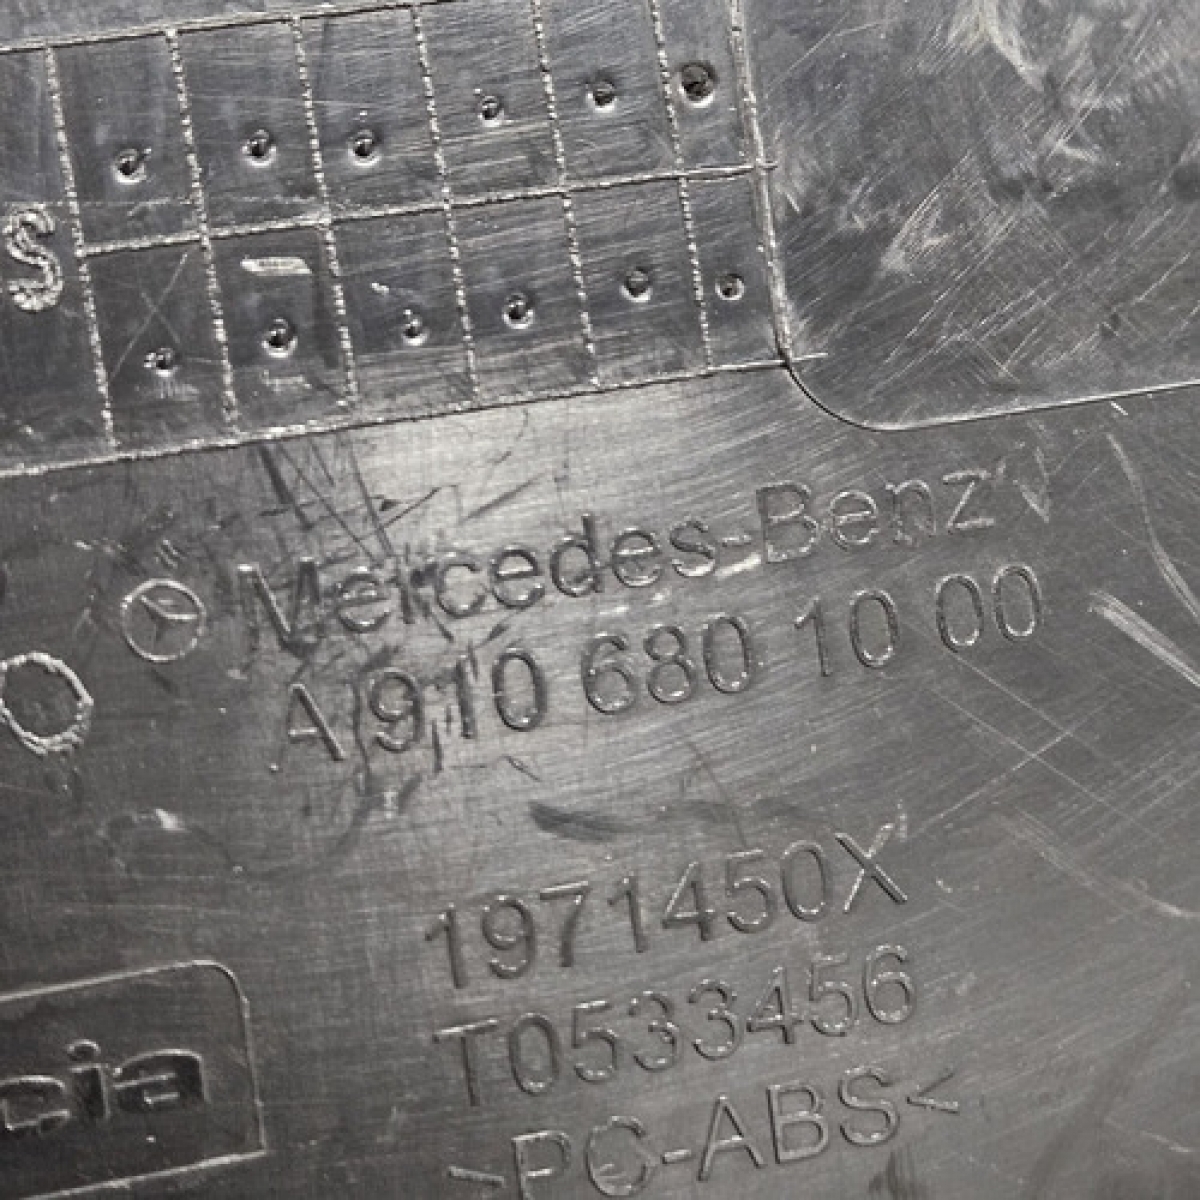 S
Mercedes-Benz
A 910 680 10 00
1971450X
T0533456
cia
>PC-ABS<